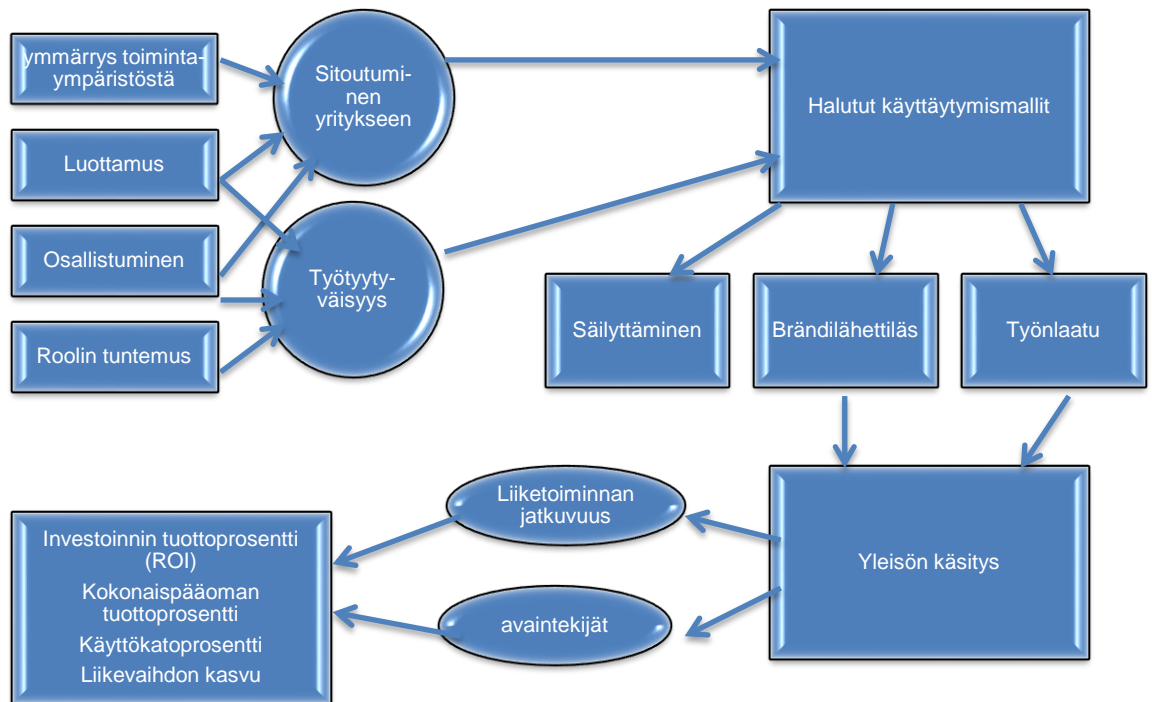 ymmärrys toiminta-
ympäristöstä
Luottamus
Osallistuminen
Roolin tuntemus
Sitoutumi-
nen
yritykseen
Työtyyty-
väisyys
Halutut käyttäytymismallit
Säilyttäminen
Brändilähettiläs
Työnlaatu
Yleisön käsitys
Liiketoiminnan
jatkuvuus
avaintekijät
Investoinnin tuottoprosentti
(ROI)
Kokonaispääoman
tuottoprosentti
Käyttökatoprosentti
Liikevaihdon kasvu